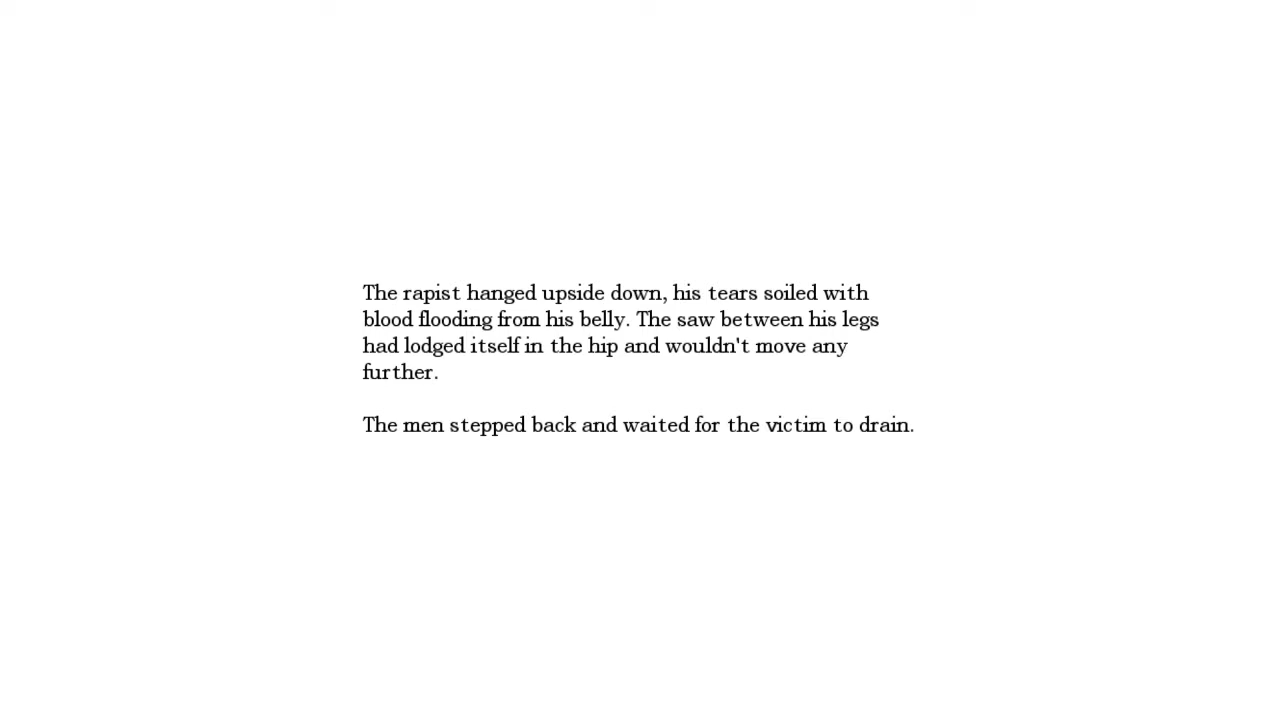 The rapist hanged upside down, his tears soiled with
blood flooding from his belly. The saw between his legs
had lodged itself in the hip and wouldn't move any
further.
The men stepped back and waited for the victim to drain.